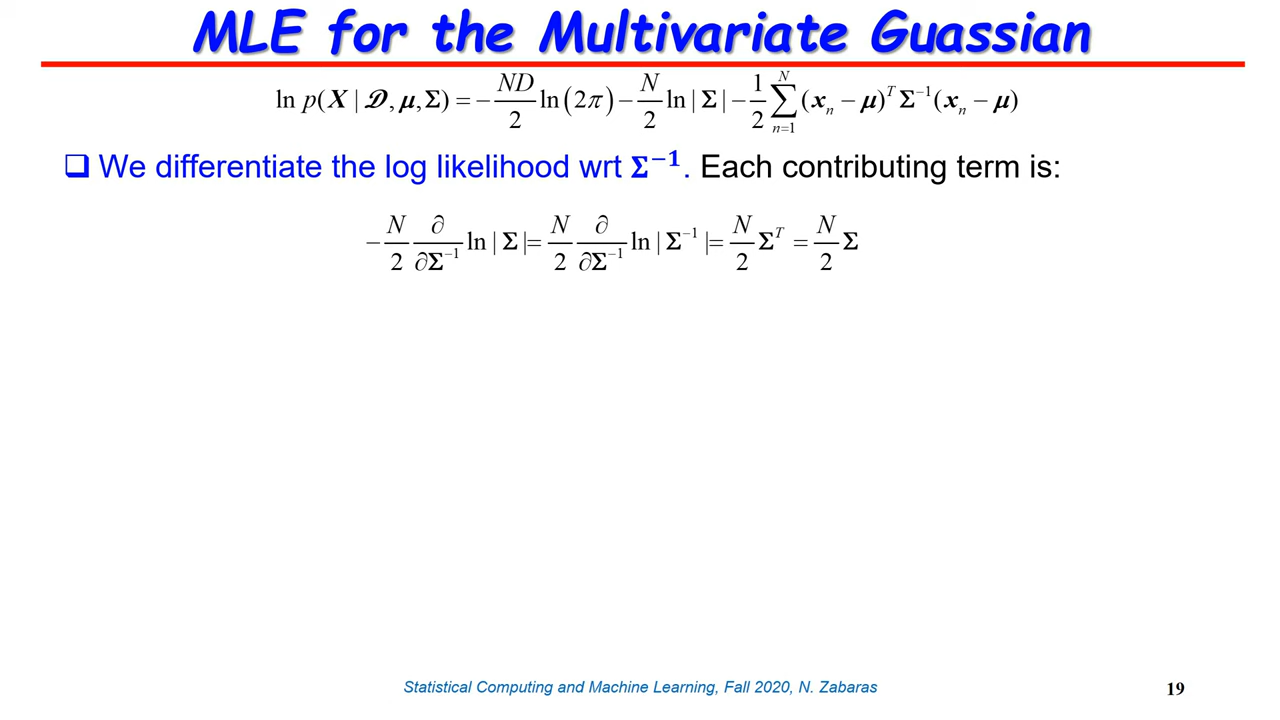 MLE for the Multivariate Guassian
ln p(X | 𝒟, μ, Σ) = − ND/2 ln(2π) − N/2 ln | Σ | − 1/2 ∑_{n=1}^{N} (x_n − μ)^T Σ^{−1} (x_n − μ)
❑ We differentiate the log likelihood wrt Σ^{−1}. Each contributing term is:
− N/2 ∂/∂Σ^{−1} ln | Σ | = N/2 ∂/∂Σ^{−1} ln | Σ^{−1} | = N/2 Σ^T = N/2 Σ
Statistical Computing and Machine Learning, Fall 2020, N. Zabaras
19